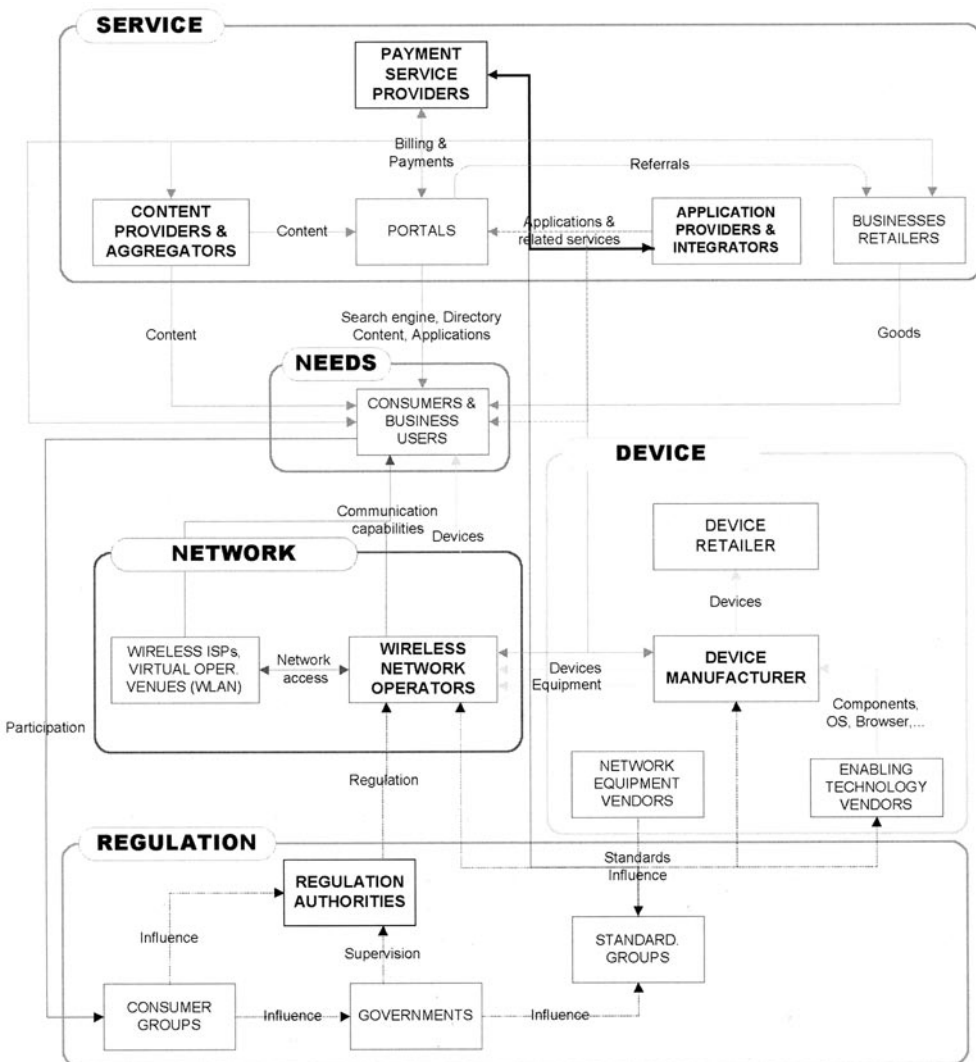 SERVICE
PAYMENT
SERVICE
PROVIDERS
Billing &
Payments
Referrals
CONTENT
PROVIDERS &
AGGREGATORS
Content
PORTALS
Applications &
related services
APPLICATION
PROVIDERS &
INTEGRATORS
BUSINESSES
RETAILERS
Content
Search engine, Directory
Content, Applications
Goods
NEEDS
CONSUMERS &
BUSINESS
USERS
DEVICE
Communication
capabilities
Devices
DEVICE
RETAILER
NETWORK
Devices
WIRELESS ISPs,
VIRTUAL OPER.
VENUES (WLAN)
Network
access
WIRELESS
NETWORK
OPERATORS
Devices
Equipment
DEVICE
MANUFACTURER
Components,
OS, Browser,...
Participation
Regulation
NETWORK
EQUIPMENT
VENDORS
ENABLING
TECHNOLOGY
VENDORS
REGULATION
Standards
Influence
REGULATION
AUTHORITIES
Influence
Supervision
STANDARD.
GROUPS
CONSUMER
GROUPS
Influence
GOVERNMENTS
Influence